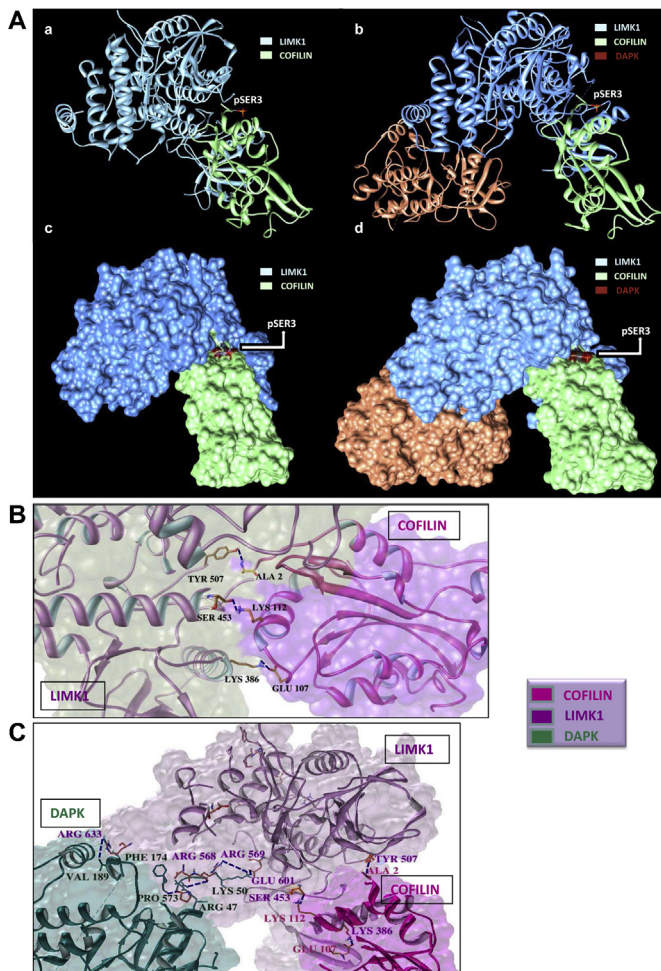 A
a
LIMK1
COFILIN
pSER3
b
LIMK1
COFILIN
DAPK
pSER3
c
LIMK1
COFILIN
pSER3
d
LIMK1
COFILIN
DAPK
pSER3
B
COFILIN
TYR 507
ALA 2
SER 453
LYS 112
LYS 386
GLU 107
LIMK1
COFILIN
LIMK1
DAPK
C
LIMK1
DAPK
ARG 633
PHE 174
ARG 568
ARG 569
TYR 507
ALA 2
VAL 189
LYS 50
GLU 601
COFILIN
PRO 573
ARG 47
SER 453
LYS 112
LYS 386
GLU 107